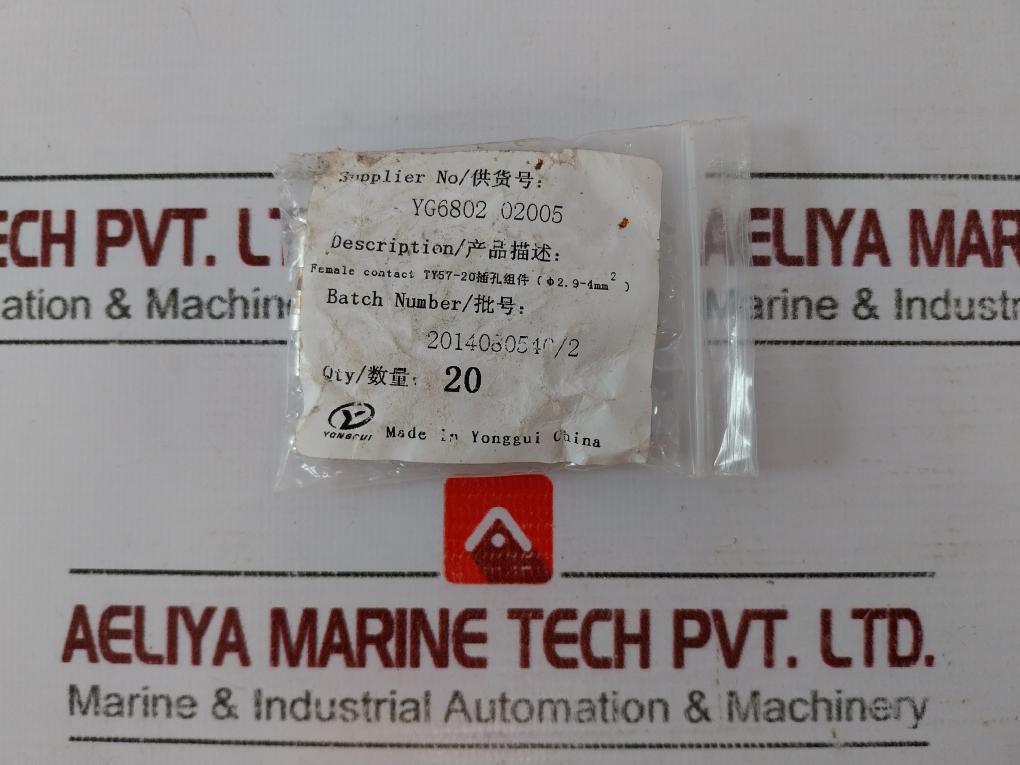 Supplier No/供货号:
YG6802 02005
Description/产品描述:
Female contact TY57-20插孔组件 (Φ2.9-4mm²)
Batch Number/批号:
Qty/数量: 20
YONGGUI Made in Yonggui China
ECH PVT. LT
ation & Machine
AELIYA MAR
arine & Industr
AELIYA MARINE TECH PVT. LTD.
Marine & Industrial Automation & Machinery